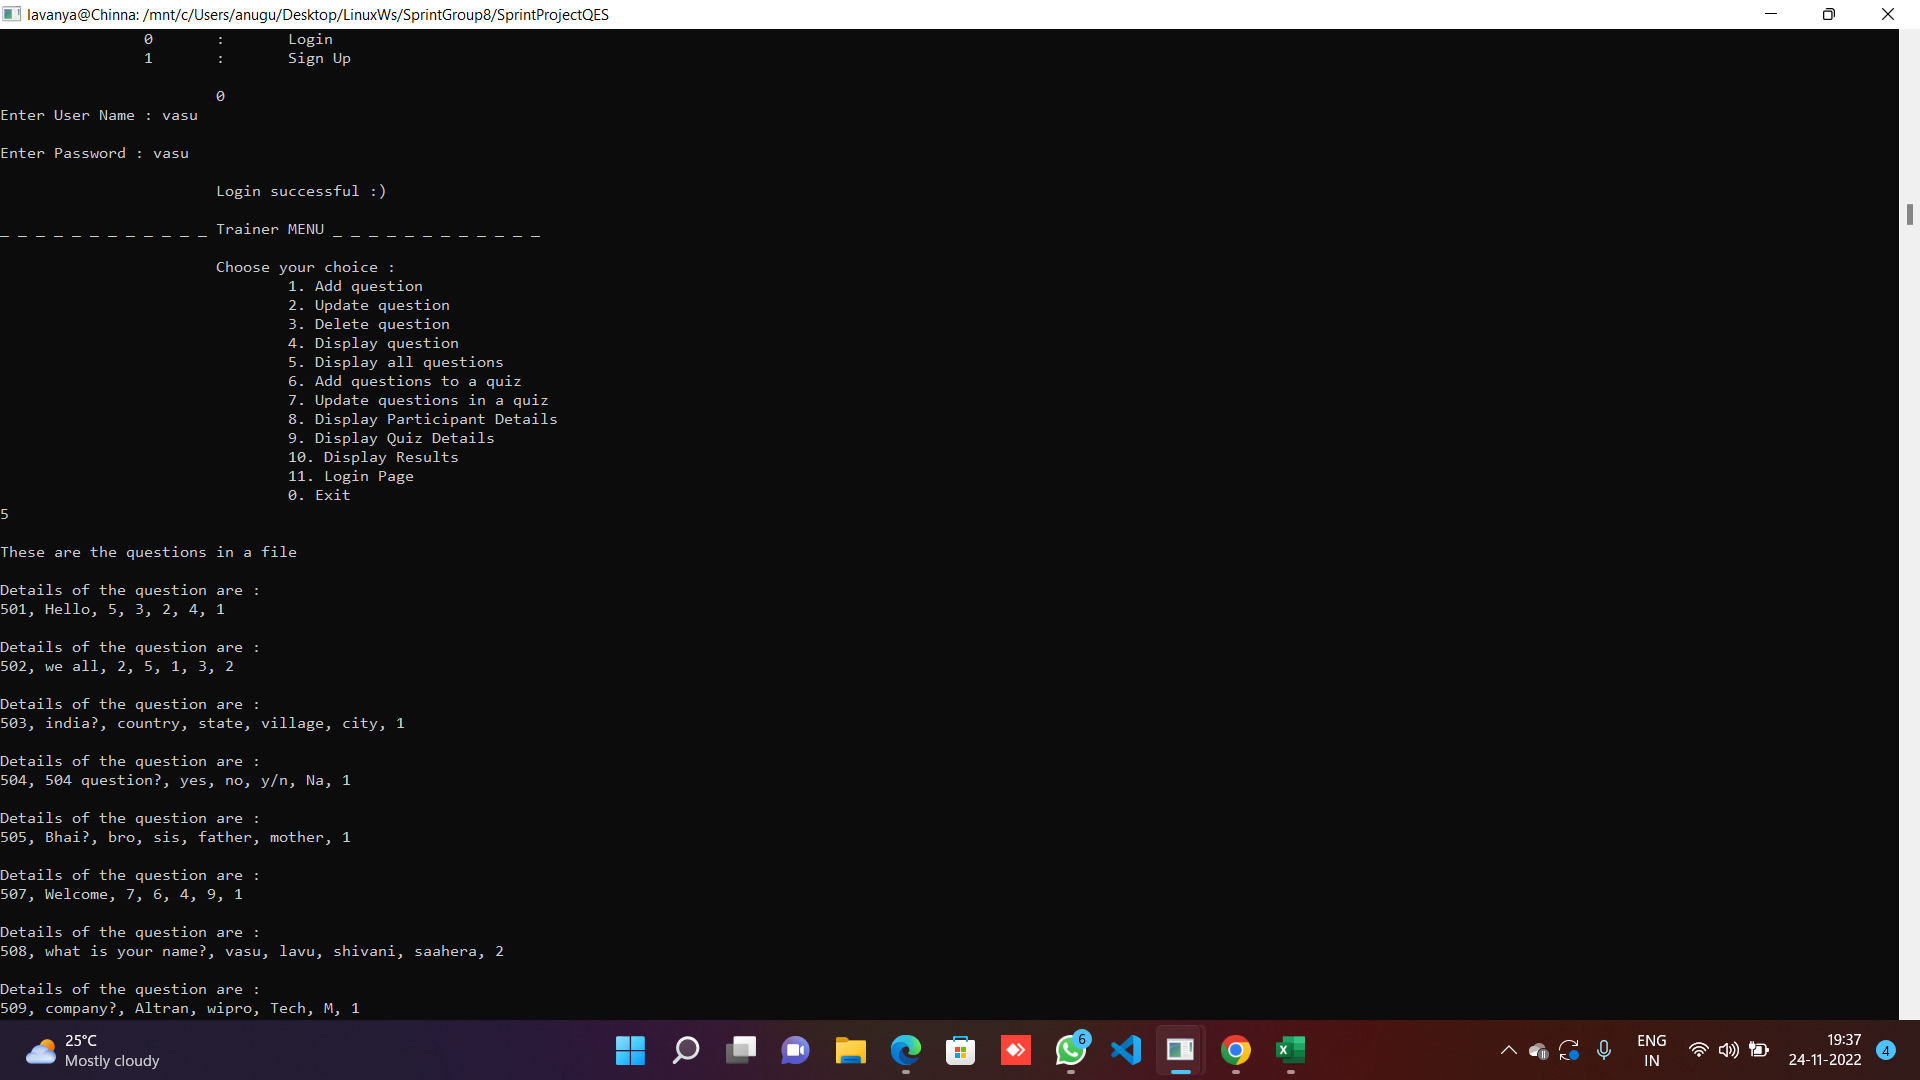 lavanya@Chinna: /mnt/c/Users/anugu/Desktop/LinuxWs/SprintGroup8/SprintProjectQES
0 : Login
1 : Sign Up
0
Enter User Name : vasu
Enter Password : vasu
Login successful :)
_ _ _ _ _ _ _ _ _ _ _ _ Trainer MENU _ _ _ _ _ _ _ _ _ _ _ _
Choose your choice :
1. Add question
2. Update question
3. Delete question
4. Display question
5. Display all questions
6. Add questions to a quiz
7. Update questions in a quiz
8. Display Participant Details
9. Display Quiz Details
10. Display Results
11. Login Page
0. Exit
5
These are the questions in a file
Details of the question are :
501, Hello, 5, 3, 2, 4, 1
Details of the question are :
502, we all, 2, 5, 1, 3, 2
Details of the question are :
503, india?, country, state, village, city, 1
Details of the question are :
504, 504 question?, yes, no, y/n, Na, 1
Details of the question are :
505, Bhai?, bro, sis, father, mother, 1
Details of the question are :
507, Welcome, 7, 6, 4, 9, 1
Details of the question are :
508, what is your name?, vasu, lavu, shivani, saahera, 2
Details of the question are :
509, company?, Altran, wipro, Tech, M, 1
25°C
Mostly cloudy
6
ENG
IN
19:37
24-11-2022
4